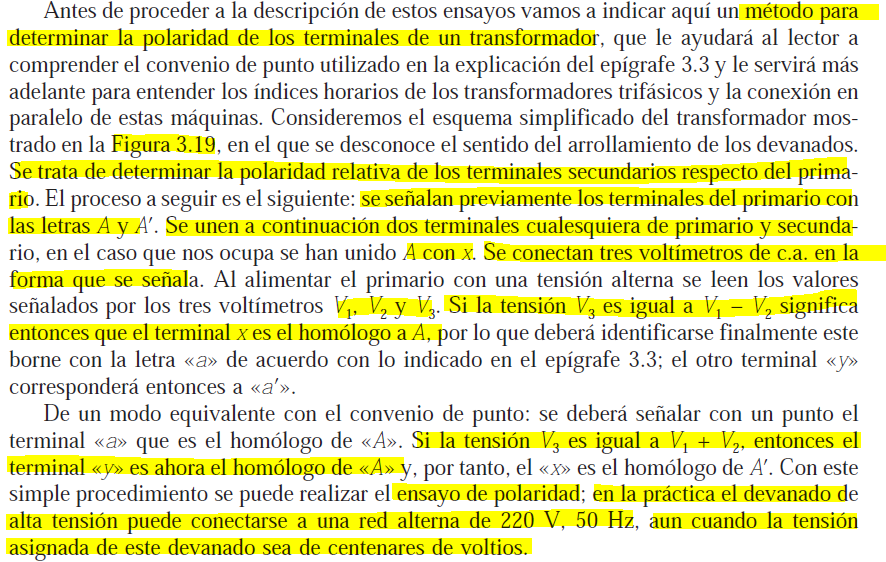 Antes de proceder a la descripción de estos ensayos vamos a indicar aquí un método para
determinar la polaridad de los terminales de un transformador, que le ayudará al lector a
comprender el convenio de punto utilizado en la explicación del epígrafe 3.3 y le servirá más
adelante para entender los índices horarios de los transformadores trifásicos y la conexión en
paralelo de estas máquinas. Consideremos el esquema simplificado del transformador mos-
trado en la Figura 3.19, en el que se desconoce el sentido del arrollamiento de los devanados.
Se trata de determinar la polaridad relativa de los terminales secundarios respecto del prima-
rio. El proceso a seguir es el siguiente: se señalan previamente los terminales del primario con
las letras A y A′. Se unen a continuación dos terminales cualesquiera de primario y secunda-
rio, en el caso que nos ocupa se han unido A con x. Se conectan tres voltímetros de c.a. en la
forma que se señala. Al alimentar el primario con una tensión alterna se leen los valores
señalados por los tres voltímetros V₁, V₂ y V₃. Si la tensión V₃ es igual a V₁ − V₂ significa
entonces que el terminal x es el homólogo a A, por lo que deberá identificarse finalmente este
borne con la letra «a» de acuerdo con lo indicado en el epígrafe 3.3; el otro terminal «y»
corresponderá entonces a «a′».
De un modo equivalente con el convenio de punto: se deberá señalar con un punto el
terminal «a» que es el homólogo de «A». Si la tensión V₃ es igual a V₁ + V₂, entonces el
terminal «y» es ahora el homólogo de «A» y, por tanto, el «x» es el homólogo de A′. Con este
simple procedimiento se puede realizar el ensayo de polaridad; en la práctica el devanado de
alta tensión puede conectarse a una red alterna de 220 V, 50 Hz, aun cuando la tensión
asignada de este devanado sea de centenares de voltios.